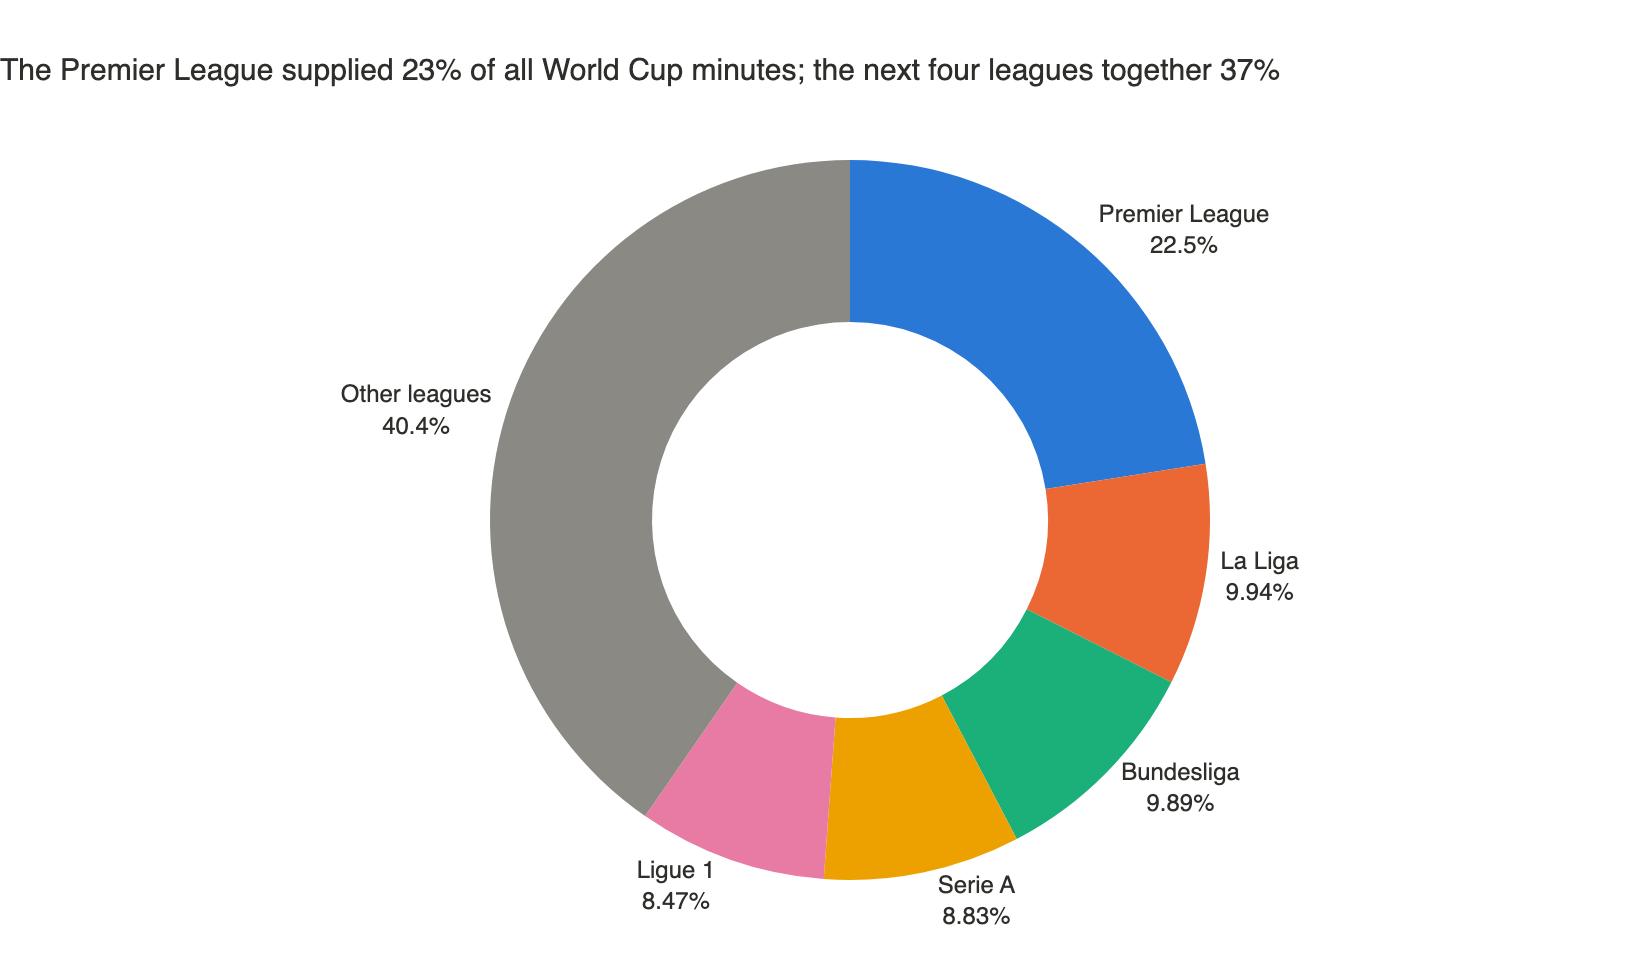 The Premier League supplied 23% of all World Cup minutes; the next four leagues together 37%
Premier League
22.5%
Other leagues
40.4%
La Liga
9.94%
Bundesliga
9.89%
Ligue 1
8.47%
Serie A
8.83%